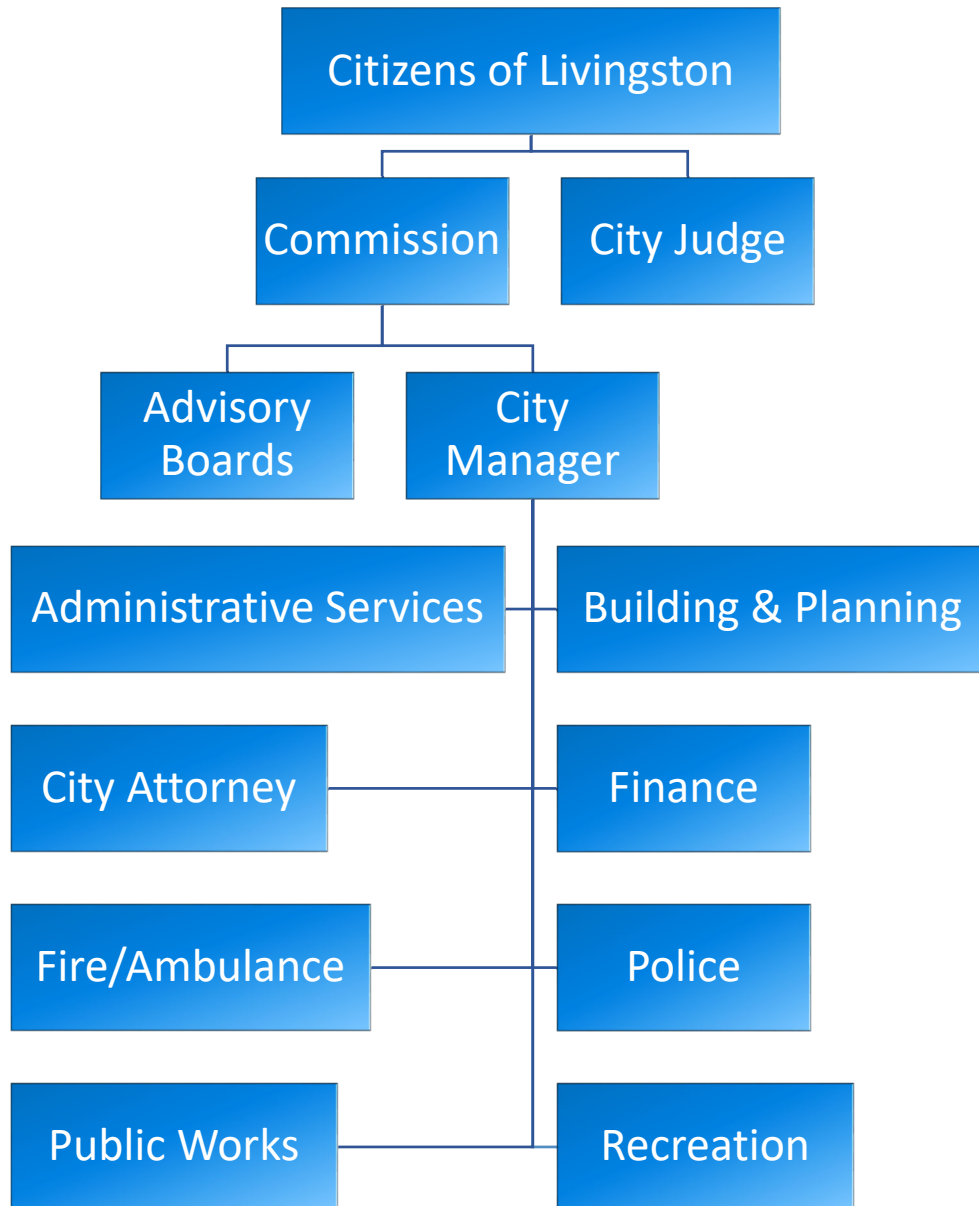 Citizens of Livingston
Commission
City Judge
Advisory
Boards
City
Manager
Administrative Services
Building & Planning
City Attorney
Finance
Fire/Ambulance
Police
Public Works
Recreation